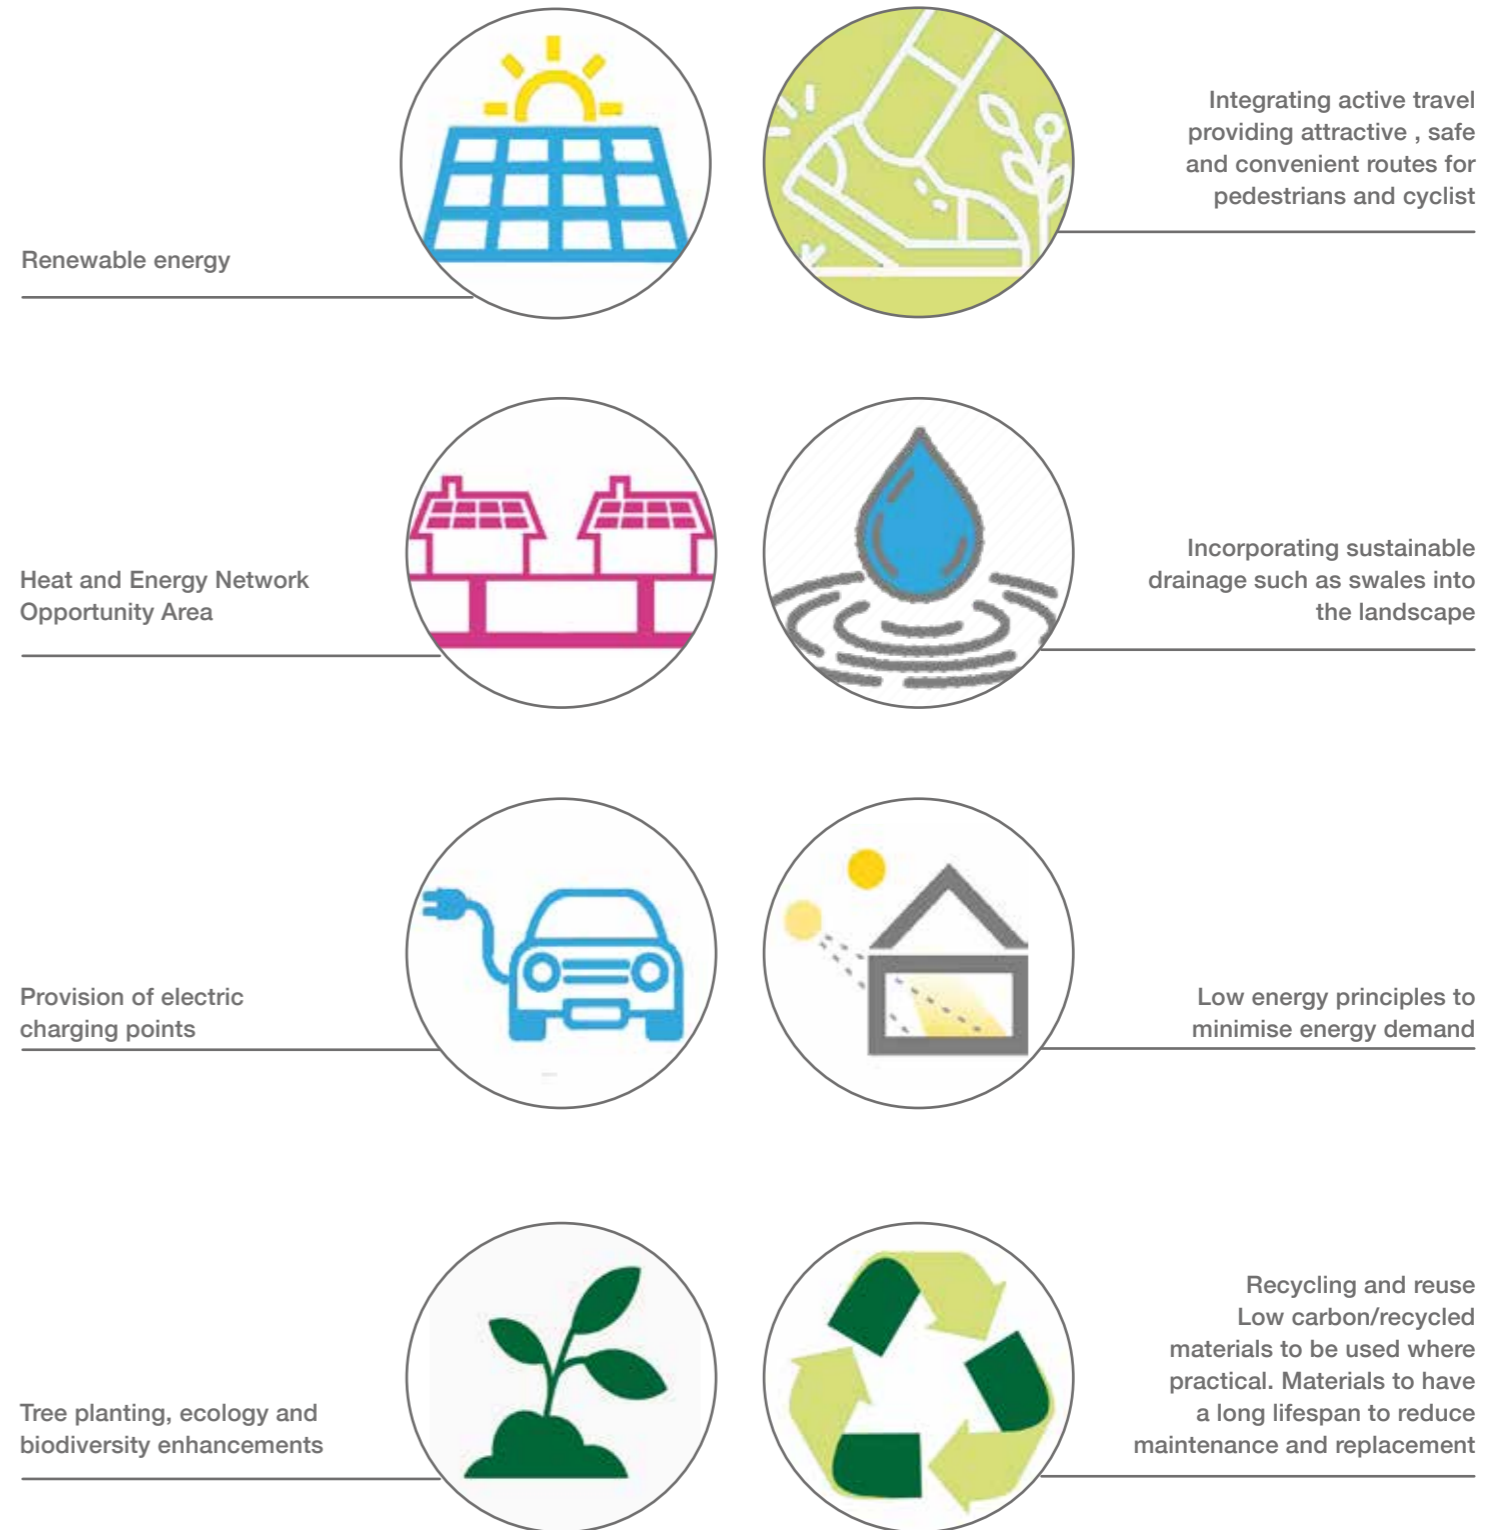 Integrating active travel
providing attractive , safe
and convenient routes for
pedestrians and cyclist
Renewable energy
Incorporating sustainable
drainage such as swales into
the landscape
Heat and Energy Network
Opportunity Area
Provision of electric
charging points
Low energy principles to
minimise energy demand
Recycling and reuse
Low carbon/recycled
materials to be used where
practical. Materials to have
a long lifespan to reduce
maintenance and replacement
Tree planting, ecology and
biodiversity enhancements